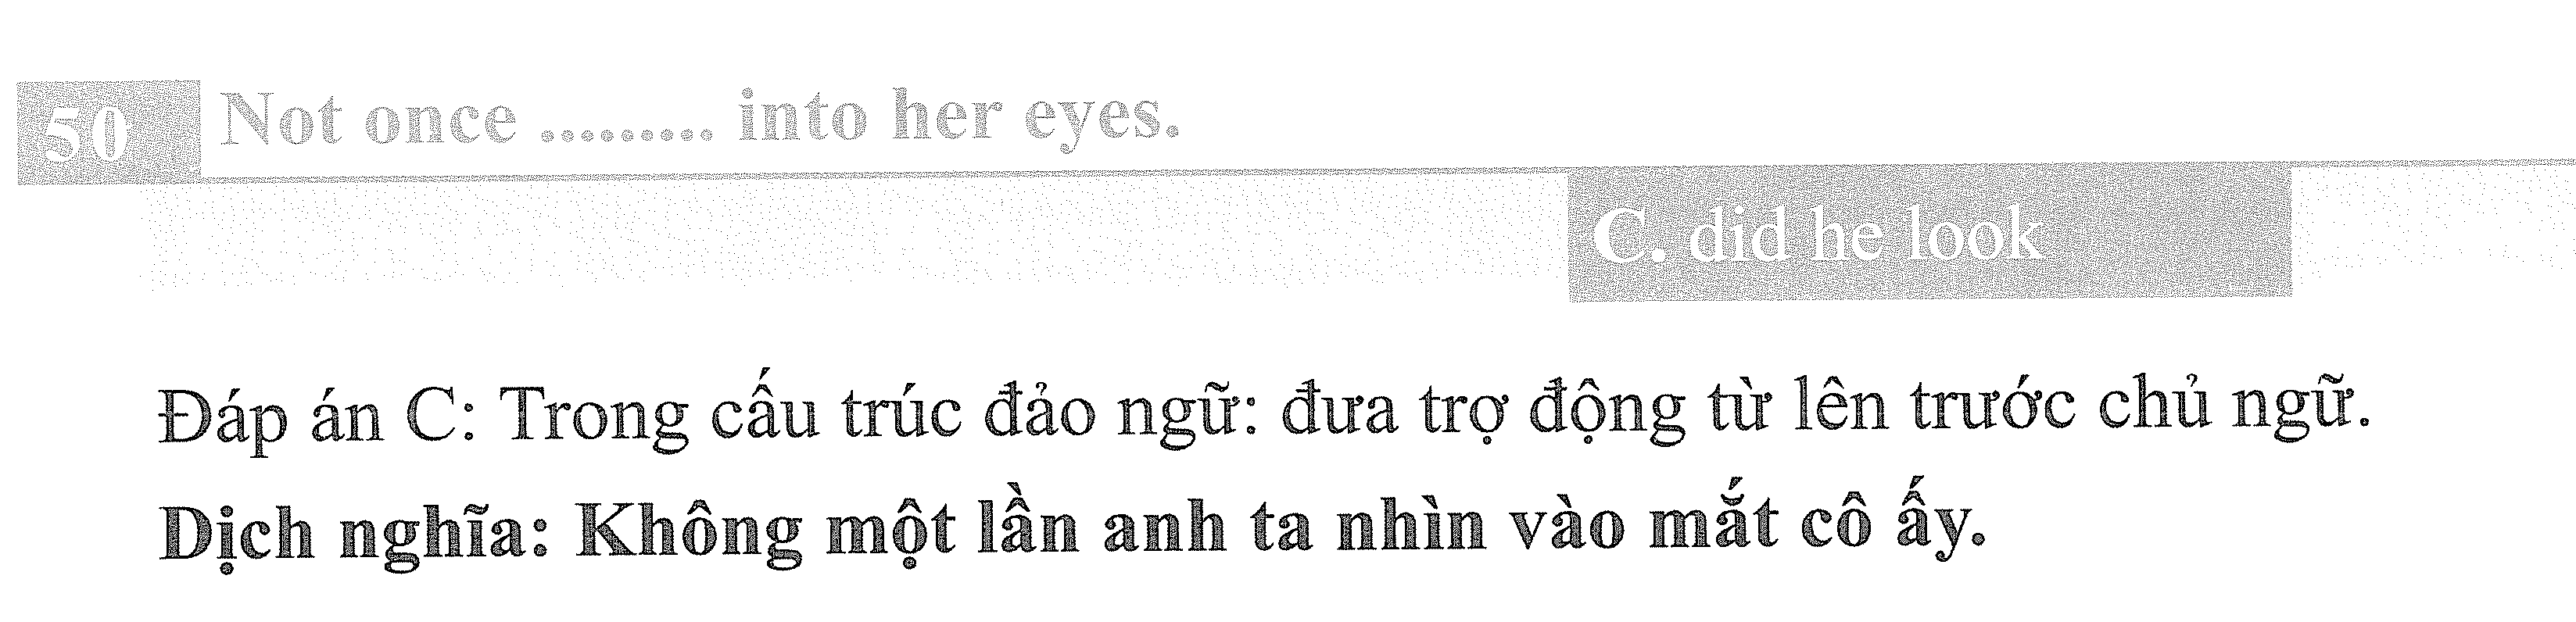 50 Not once ......... into her eyes.
C. did he look
Đáp án C: Trong cấu trúc đảo ngữ: đưa trợ động từ lên trước chủ ngữ.
Dịch nghĩa: Không một lần anh ta nhìn vào mắt cô ấy.